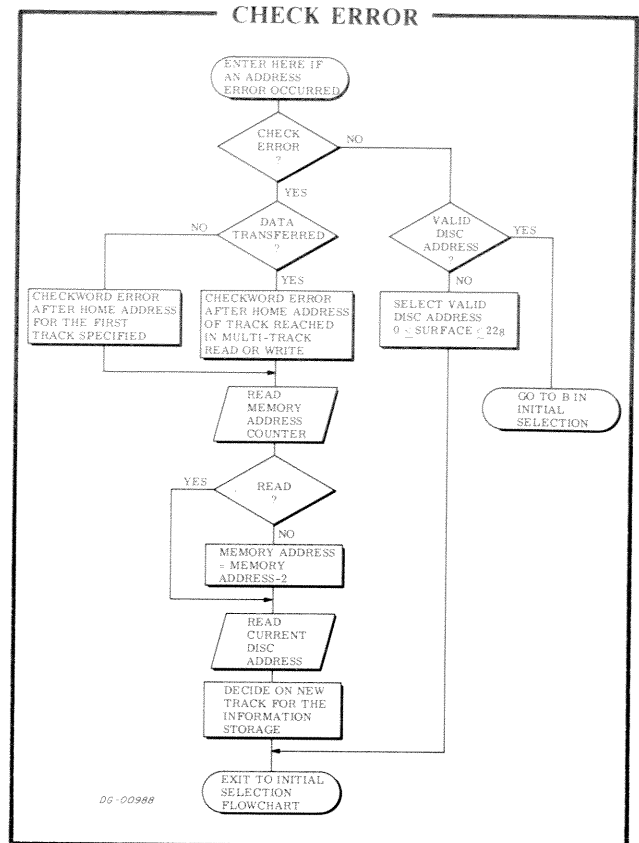 CHECK ERROR
ENTER HERE IF
AN ADDRESS
ERROR OCCURRED
CHECK
ERROR
?
NO
YES
DATA
TRANSFERRED
?
NO
YES
VALID
DISC
ADDRESS
?
YES
NO
CHECKWORD ERROR
AFTER HOME ADDRESS
FOR THE FIRST
TRACK SPECIFIED
CHECKWORD ERROR
AFTER HOME ADDRESS
OF TRACK REACHED
IN MULTI-TRACK
READ OR WRITE
SELECT VALID
DISC ADDRESS
0 ≤ SURFACE ≤ 22₈
READ
MEMORY
ADDRESS
COUNTER
GO TO B IN
INITIAL
SELECTION
YES
READ
?
NO
MEMORY ADDRESS
= MEMORY
ADDRESS-2
READ
CURRENT
DISC
ADDRESS
DECIDE ON NEW
TRACK FOR THE
INFORMATION
STORAGE
EXIT TO INITIAL
SELECTION
FLOWCHART
DG-00988